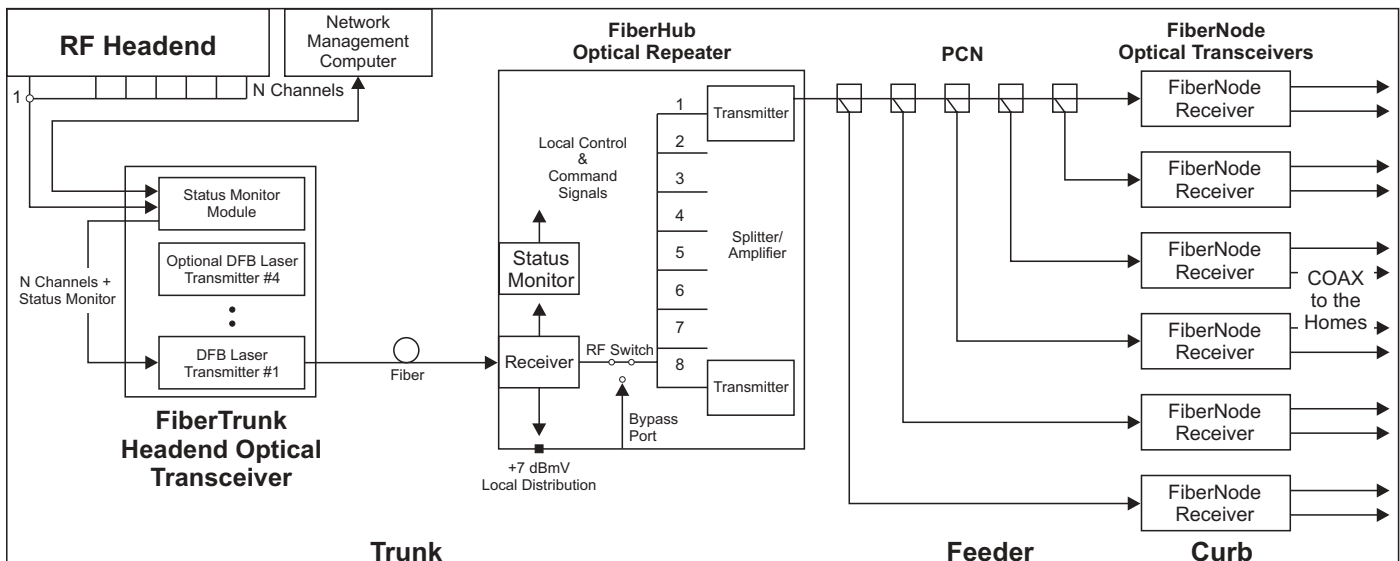 RF Headend
Network
Management
Computer
1
N Channels
Status Monitor
Module
Optional DFB Laser
Transmitter #4
N Channels +
Status Monitor
DFB Laser
Transmitter #1
FiberTrunk
Headend Optical
Transceiver
Fiber
FiberHub
Optical Repeater
Local Control
&
Command
Signals
Status
Monitor
Receiver
RF Switch
Bypass
Port
+7 dBmV
Local Distribution
1
2
3
4
5
6
7
8
Transmitter
Splitter/
Amplifier
Transmitter
PCN
FiberNode
Optical Transceivers
FiberNode
Receiver
FiberNode
Receiver
FiberNode
Receiver
FiberNode
Receiver
FiberNode
Receiver
FiberNode
Receiver
COAX
to the
Homes
Trunk
Feeder
Curb